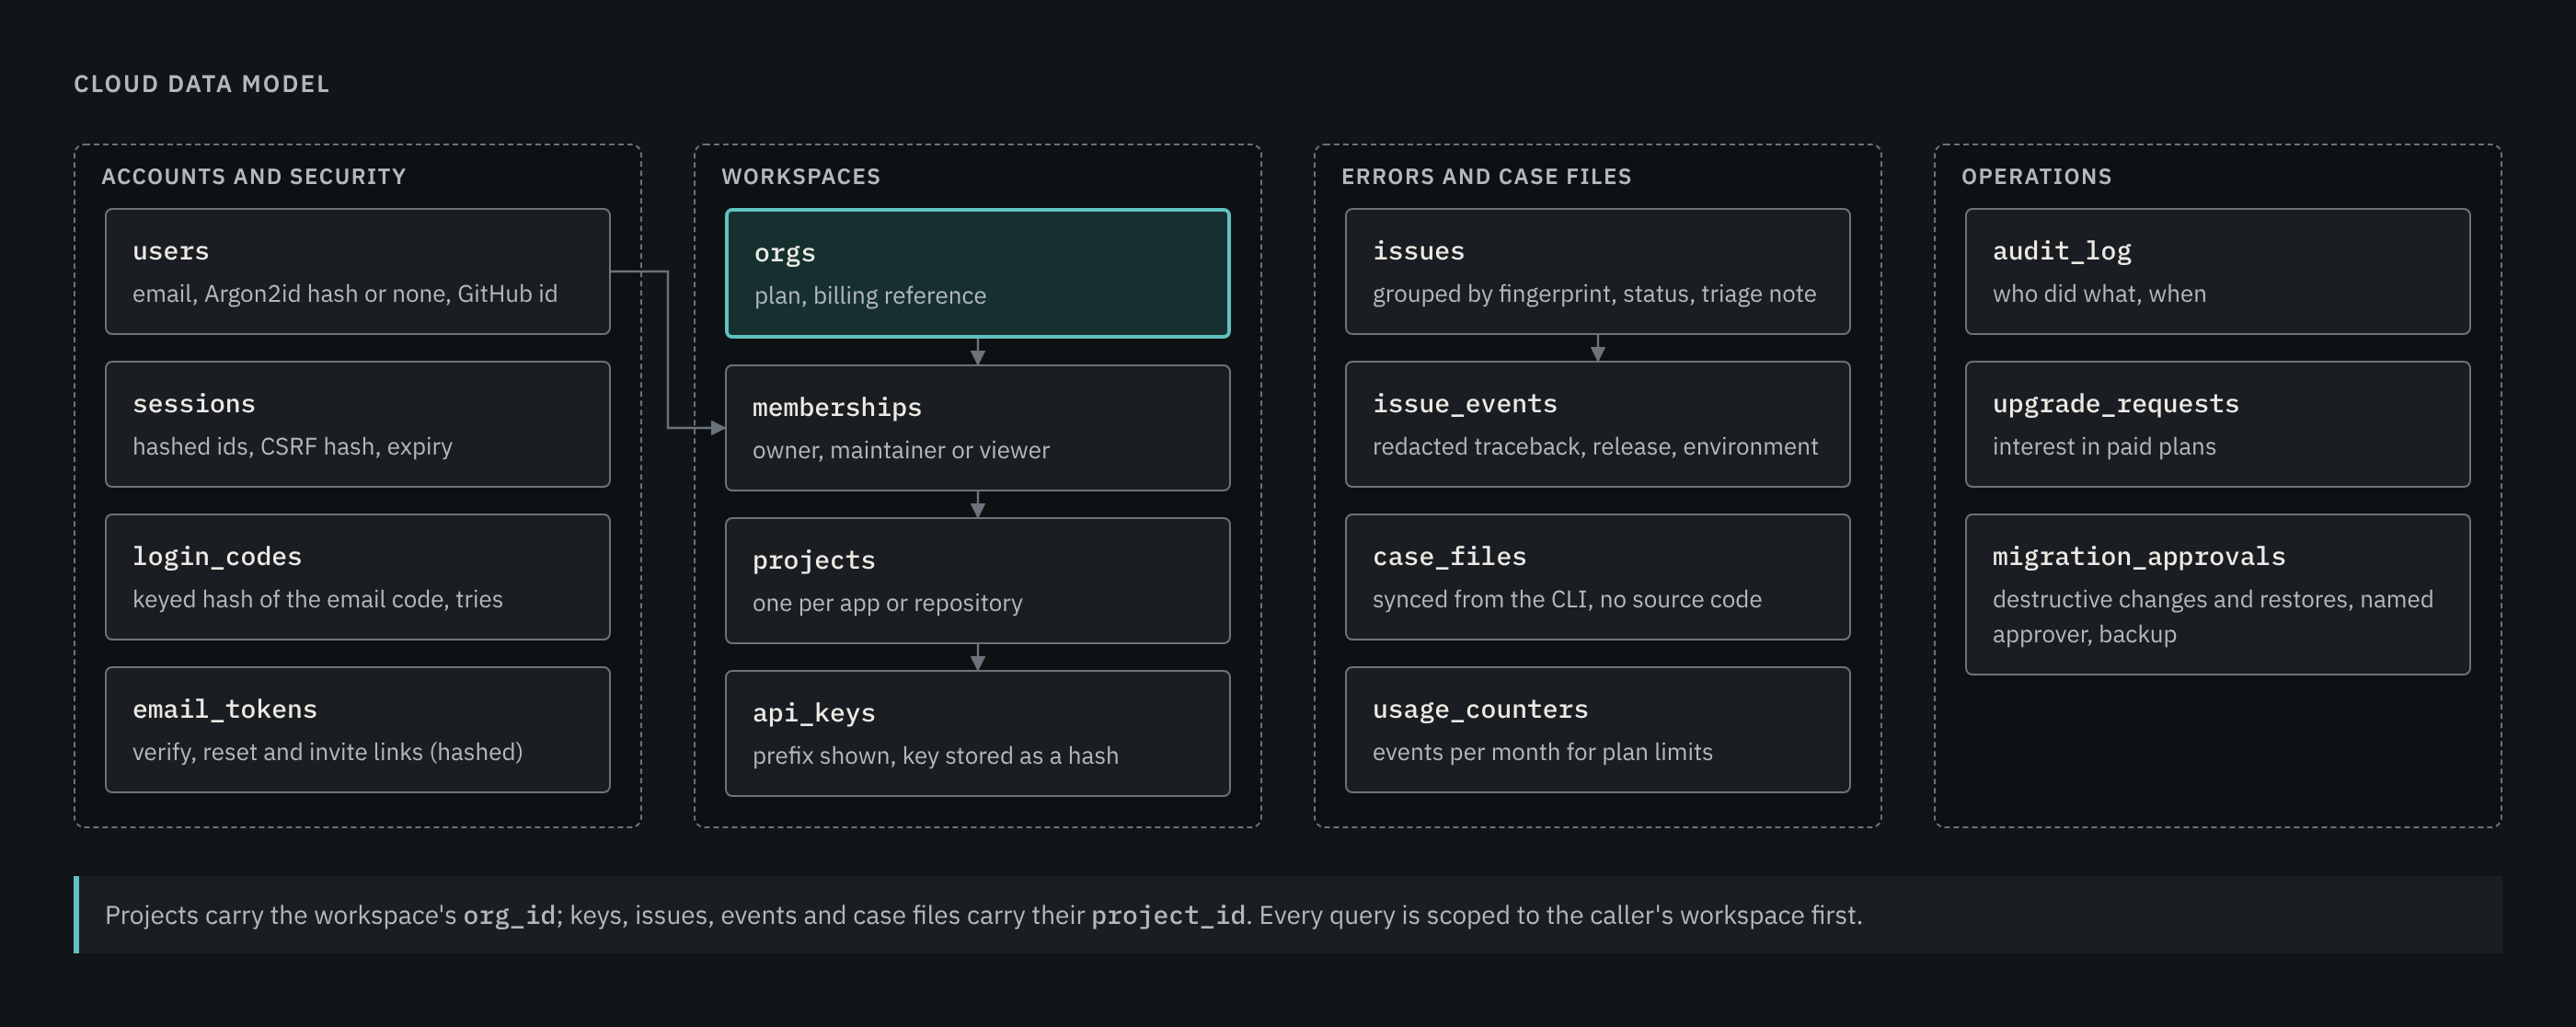 CLOUD DATA MODEL
ACCOUNTS AND SECURITY
users
email, Argon2id hash or none, GitHub id
sessions
hashed ids, CSRF hash, expiry
login_codes
keyed hash of the email code, tries
email_tokens
verify, reset and invite links (hashed)
WORKSPACES
orgs
plan, billing reference
memberships
owner, maintainer or viewer
projects
one per app or repository
api_keys
prefix shown, key stored as a hash
ERRORS AND CASE FILES
issues
grouped by fingerprint, status, triage note
issue_events
redacted traceback, release, environment
case_files
synced from the CLI, no source code
usage_counters
events per month for plan limits
OPERATIONS
audit_log
who did what, when
upgrade_requests
interest in paid plans
migration_approvals
destructive changes and restores, named
approver, backup
Projects carry the workspace's org_id; keys, issues, events and case files carry their project_id. Every query is scoped to the caller's workspace first.